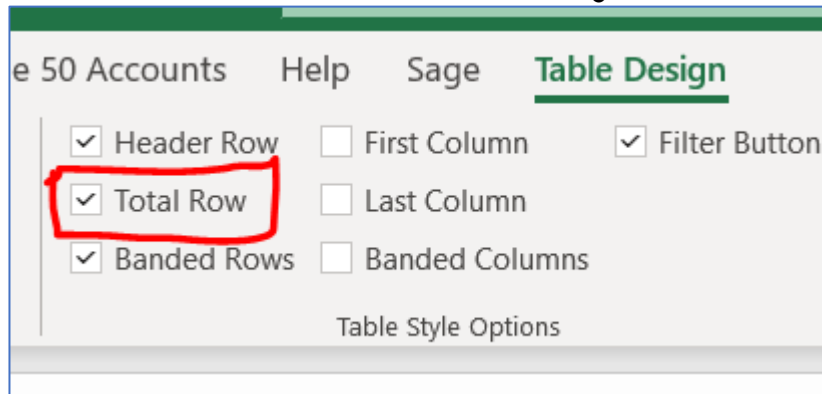 e 50 Accounts Help Sage Table Design
Header Row First Column Filter Button
Total Row Last Column
Banded Rows Banded Columns
Table Style Options